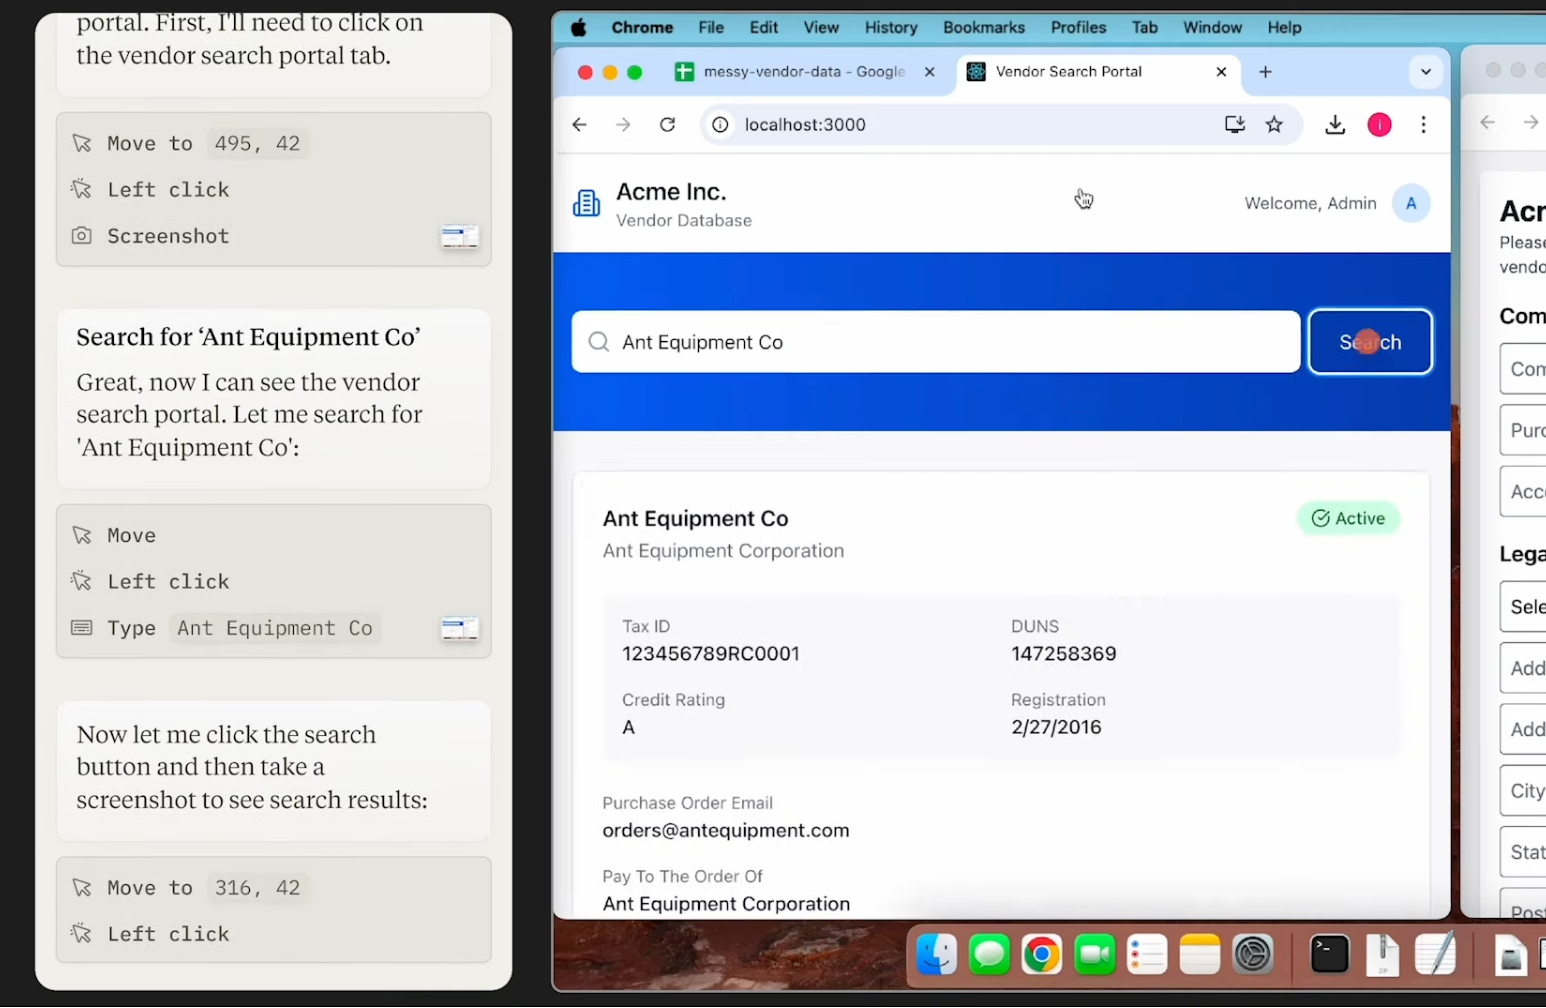 portal. First, I'll need to click on
the vendor search portal tab.
Move to 495, 42
Left click
Screenshot
Search for ‘Ant Equipment Co’
Great, now I can see the vendor
search portal. Let me search for
'Ant Equipment Co':
Move
Left click
Type Ant Equipment Co
Now let me click the search
button and then take a
screenshot to see search results:
Move to 316, 42
Left click
Chrome File Edit View History Bookmarks Profiles Tab Window Help
messy-vendor-data - Google
Vendor Search Portal
localhost:3000
i
Acme Inc.
Vendor Database
Welcome, Admin
A
Ant Equipment Co
Search
Ant Equipment Co
Active
Ant Equipment Corporation
Tax ID
123456789RC0001
DUNS
147258369
Credit Rating
A
Registration
2/27/2016
Purchase Order Email
orders@antequipment.com
Pay To The Order Of
Ant Equipment Corporation
Acr
Please
vendo
Com
Com
Purc
Acc
Lega
Sele
Add
Add
City
Stat
Post
ZIP